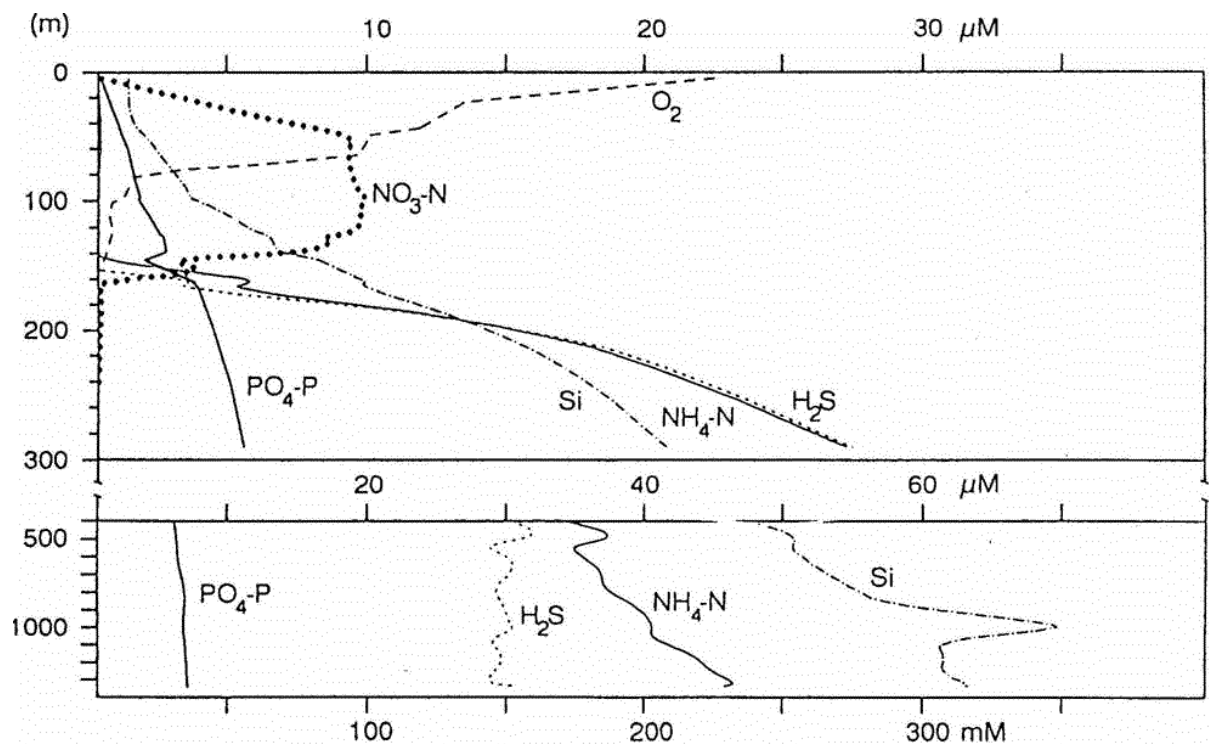 (m) 10 20 30 µM
0
O₂
100
NO₃-N
200
PO₄-P
Si
NH₄-N
H₂S
300
20 40 60 µM
500
PO₄-P
H₂S
NH₄-N
Si
1000
100 200 300 mM